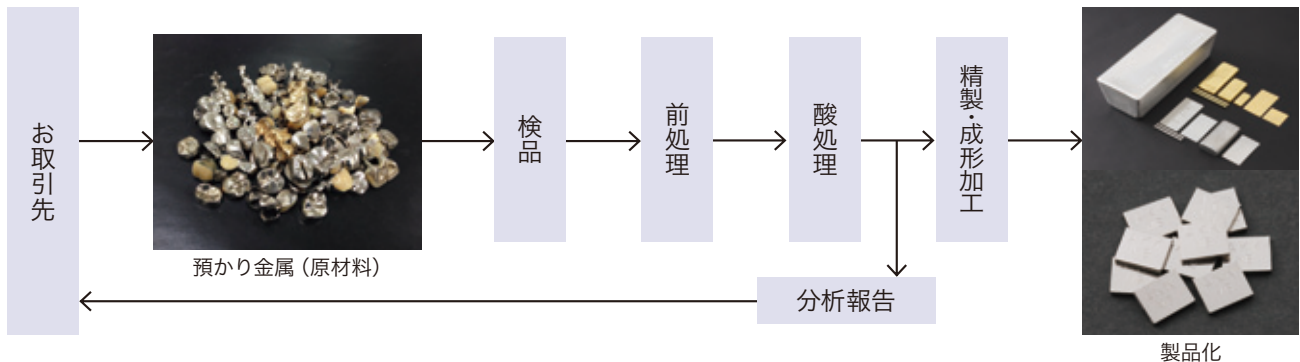 お取引先
預かり金属（原材料）
検品
前処理
酸処理
精製・成形加工
分析報告
製品化